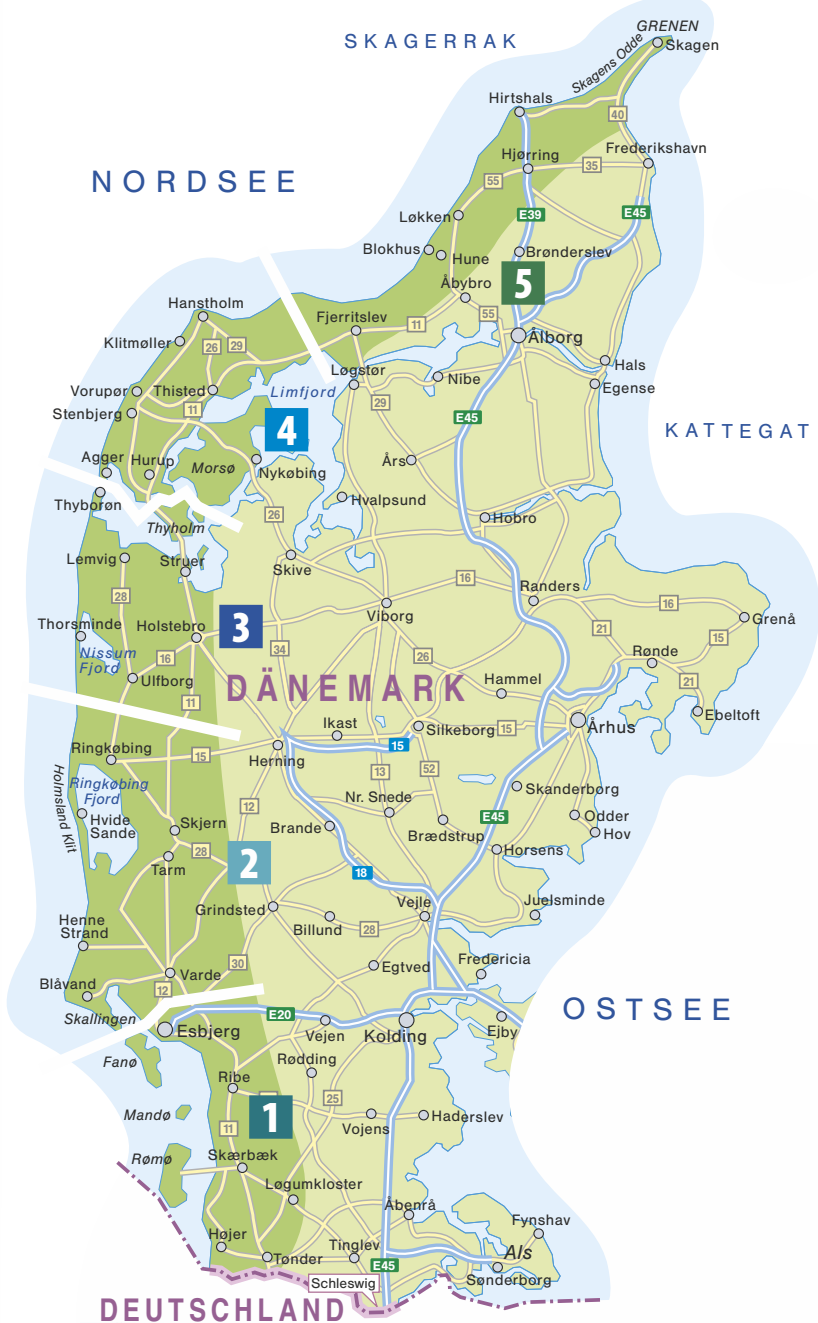 GRENEN
SKAGERRAK
Skagen
Skagens Odde
Hirtshals
40
Hjørring
Frederikshavn
35
NORDSEE
55
Løkken
E39
E45
Blokhus
Hune
Brønderslev
Åbybro
5
Hanstholm
Fjerritslev
11
55
Klitmøller
26
29
Ålborg
Løgstør
Hals
Vorupør
Thisted
Limfjord
Nibe
Egense
Stenbjerg
11
29
E45
4
KATTEGAT
Agger
Hurup
Morsø
Nykøbing
Års
Thyborøn
Hvalpsund
26
Hobro
Thyholm
Lemvig
Struer
Skive
16
Randers
28
Viborg
16
Thorsminde
Holstebro
3
Grenå
21
15
Nissum
Fjord
16
34
26
Rønde
Ulfborg
DÄNEMARK
Hammel
21
11
Ebeltoft
Ikast
Silkeborg
15
Århus
Ringkøbing
15
15
Herning
Holmsland Klit
Ringkøbing
Fjord
13
52
Skanderborg
Nr. Snede
12
Hvide
Sande
Skjern
Brande
E45
Odder
Brædstrup
Hov
28
2
Horsens
Tarm
18
Grindsted
Vejle
Juelsminde
Henne
Strand
Billund
28
Fredericia
30
Egtved
Varde
Blåvand
12
OSTSEE
Skallingen
E20
Esbjerg
Vejen
Kolding
Ejby
Fanø
Rødding
Ribe
25
Mandø
1
Haderslev
11
Vojens
Rømø
Skærbæk
Løgumkloster
Åbenrå
Fynshav
Højer
Tinglev
Als
Tønder
E45
Sønderborg
Schleswig
DEUTSCHLAND